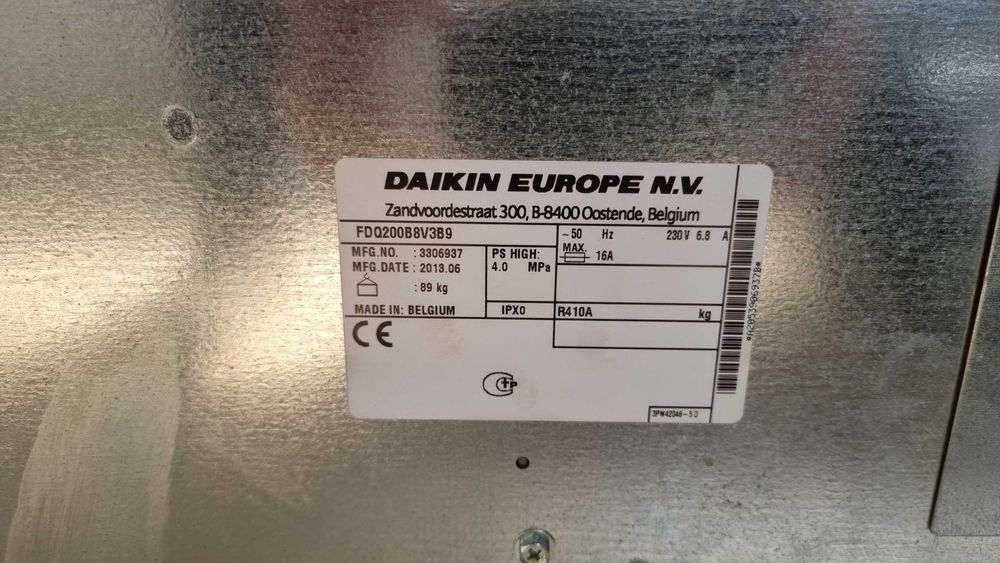 DAIKIN EUROPE N.V.
Zandvoordestraat 300, B-8400 Oostende, Belgium
FDQ200B8V3B9
~50 Hz 230V 6.8 A
MFG.NO. : 3306937
PS HIGH:
MAX.
16A
MFG.DATE : 2013.06
4.0 MPa
: 89 kg
MADE IN: BELGIUM
IPX0
R410A kg
CE
CTP
3PW42046-5D